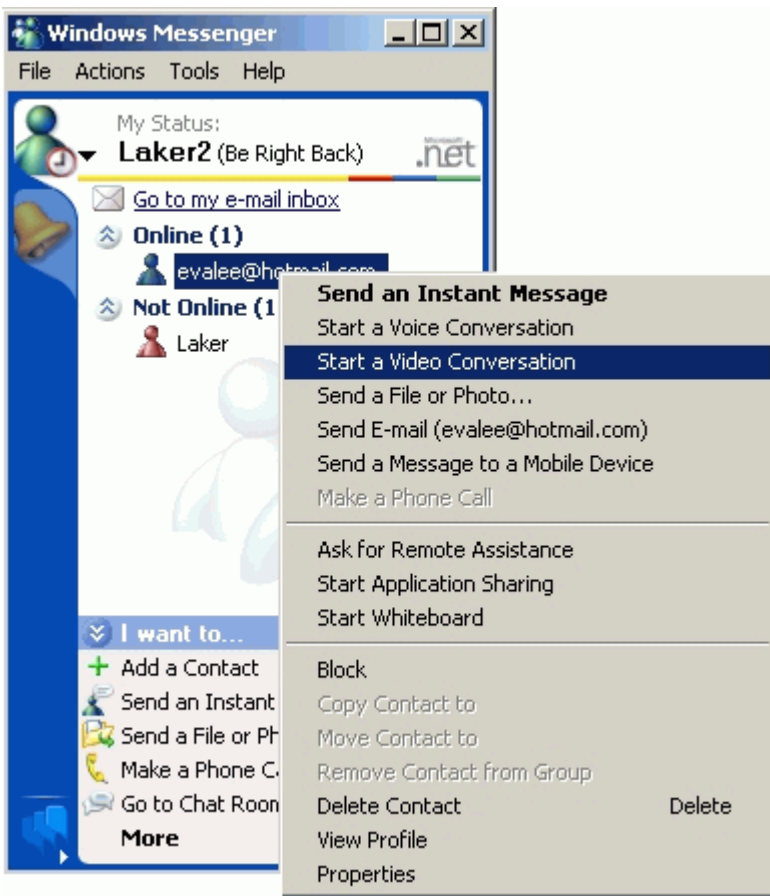 Windows Messenger
File Actions Tools Help
My Status:
Laker2 (Be Right Back)
Microsoft
.net
Go to my e-mail inbox
Online (1)
evalee@hotmail.com
Not Online (1
Laker
Send an Instant Message
Start a Voice Conversation
Start a Video Conversation
Send a File or Photo...
Send E-mail (evalee@hotmail.com)
Send a Message to a Mobile Device
Make a Phone Call
Ask for Remote Assistance
Start Application Sharing
Start Whiteboard
Block
Copy Contact to
Move Contact to
Remove Contact from Group
Delete Contact Delete
View Profile
Properties
I want to...
Add a Contact
Send an Instant
Send a File or Ph
Make a Phone C
Go to Chat Room
More